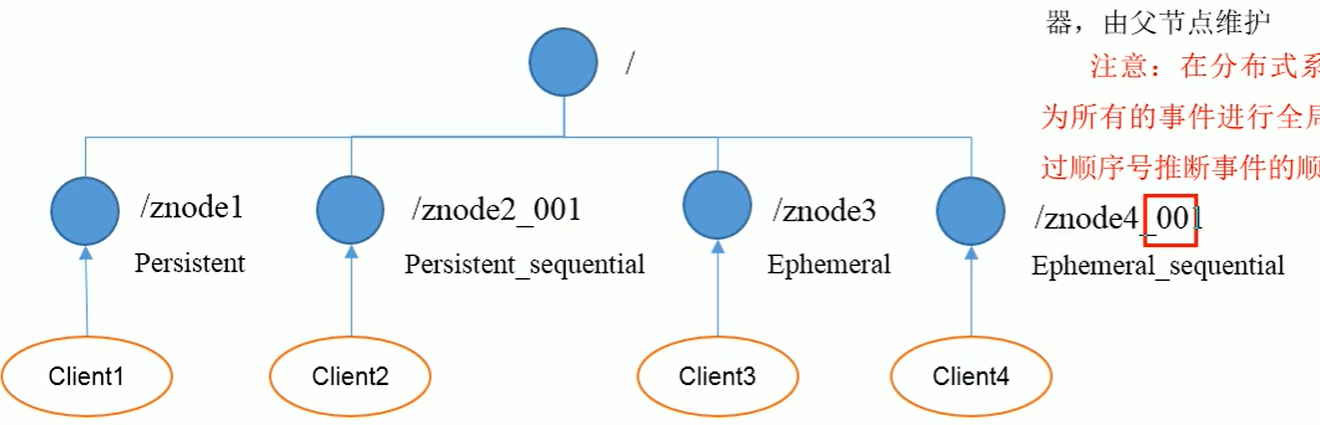 器，由父节点维护
/
注意：在分布式系
为所有的事件进行全局
过顺序号推断事件的顺
/znode1
/znode2_001
/znode3
/znode4_001
Persistent
Persistent_sequential
Ephemeral
Ephemeral_sequential
Client1
Client2
Client3
Client4